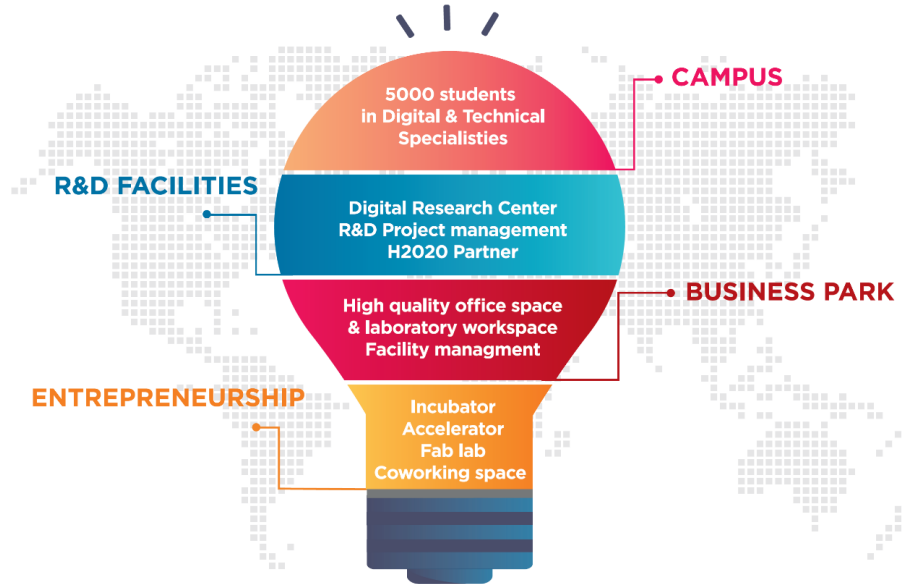 5000 students
in Digital & Technical
Specialisties
CAMPUS
R&D FACILITIES
Digital Research Center
R&D Project management
H2020 Partner
High quality office space
& laboratory workspace
Facility managment
BUSINESS PARK
ENTREPRENEURSHIP
Incubator
Accelerator
Fab lab
Coworking space